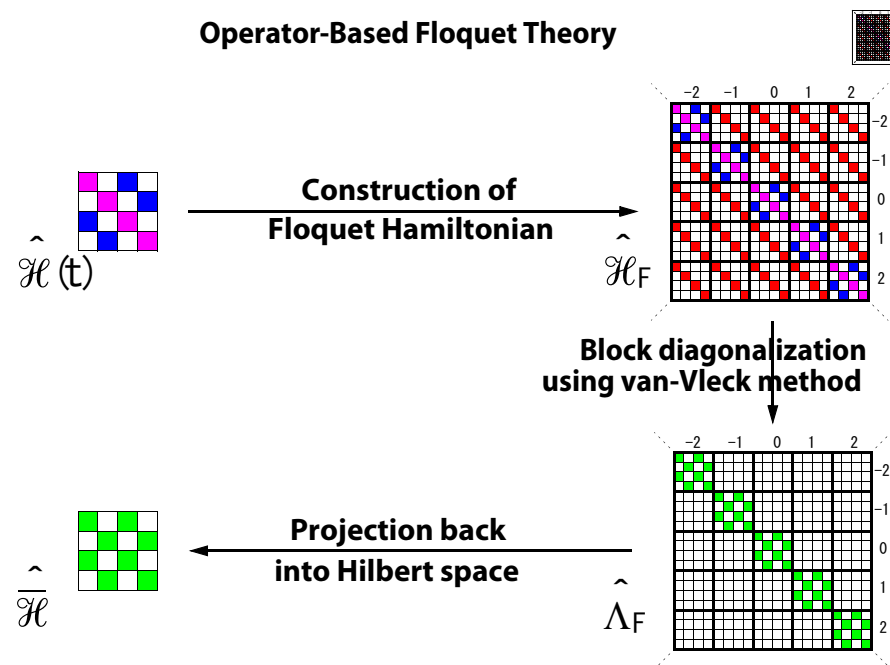 Operator-Based Floquet Theory
-2 -1 0 1 2
-2
-1
0
1
2
Construction of
Floquet Hamiltonian
ℋ̂ (t)
ℋ̂F
Block diagonalization
using van-Vleck method
-2 -1 0 1 2
-2
-1
0
1
2
Projection back
into Hilbert space
ℋ̄̂
Λ̂F